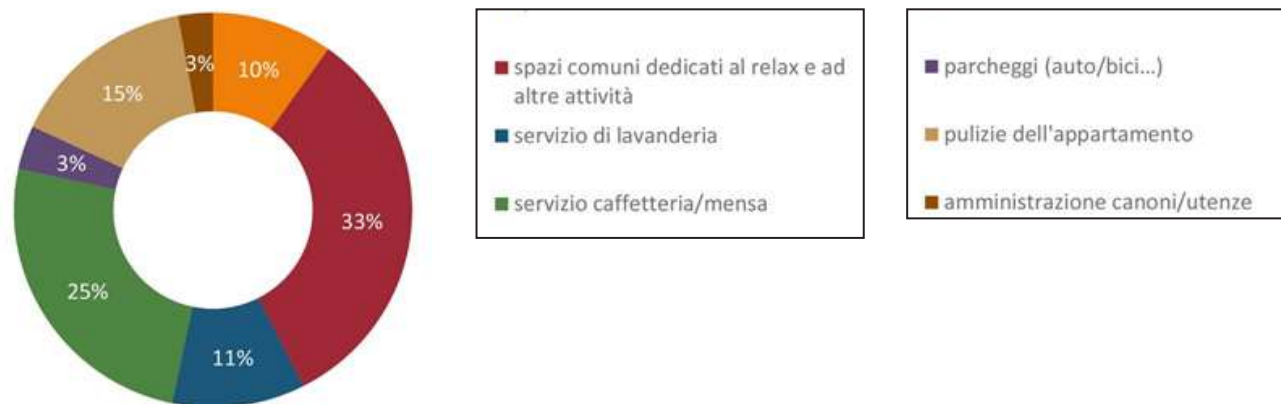 3%
10%
15%
3%
33%
25%
11%
spazi comuni dedicati al relax e ad
altre attività
servizio di lavanderia
servizio caffetteria/mensa
parcheggi (auto/bici...)
pulizie dell'appartamento
amministrazione canoni/utenze